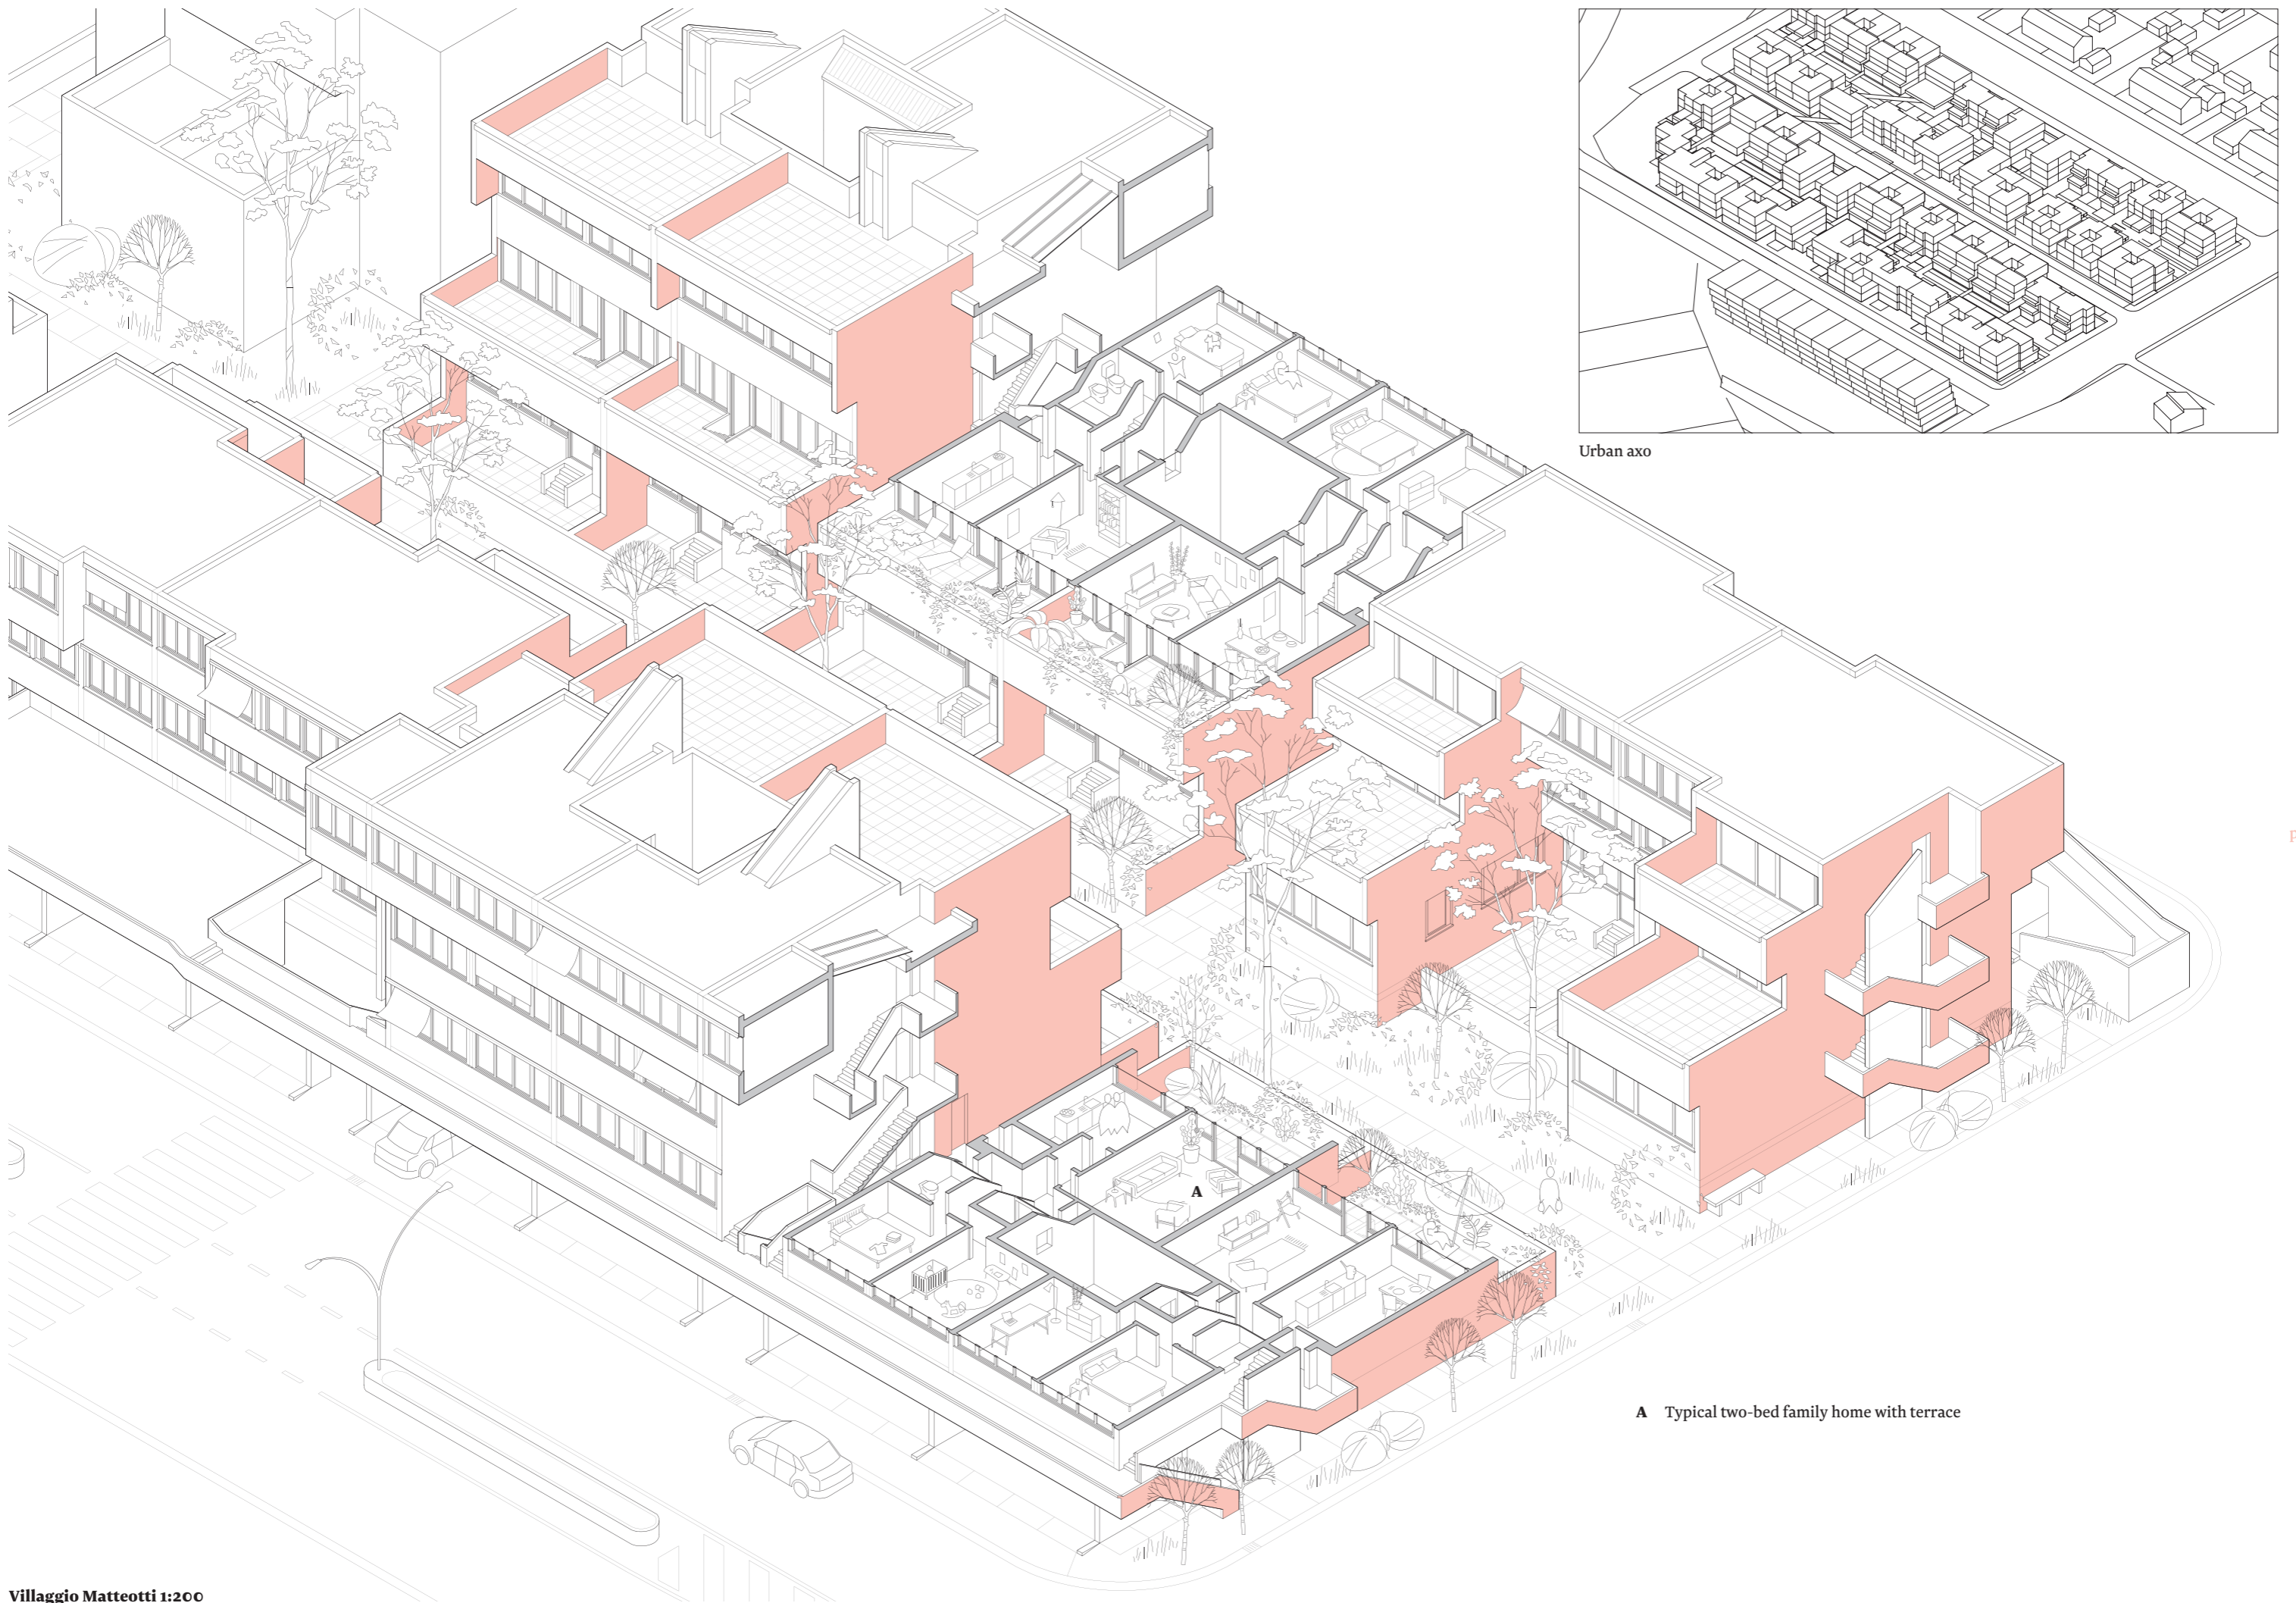 Urban axo
A
A Typical two-bed family home with terrace
Villaggio Matteotti 1:200